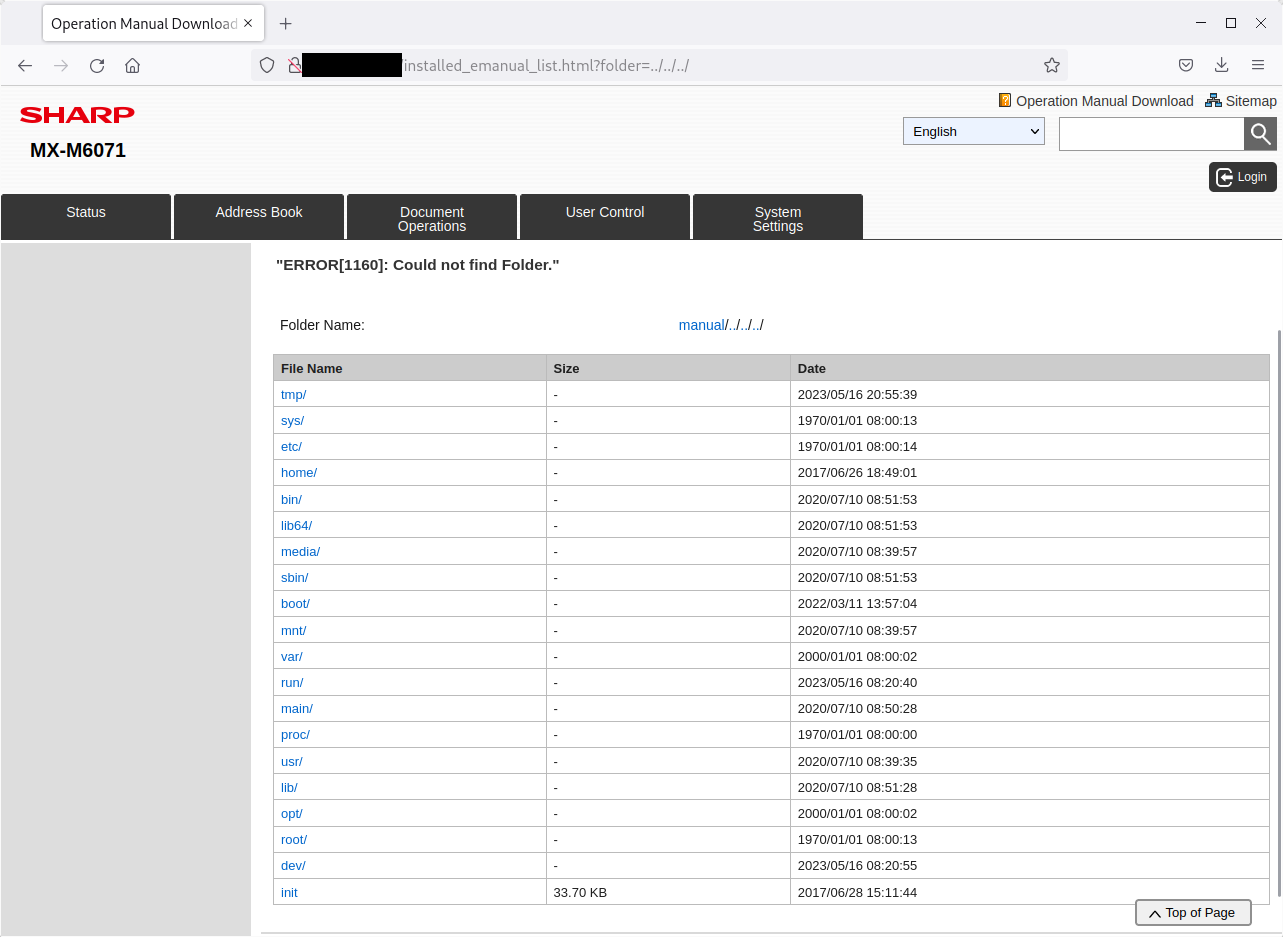 Operation Manual Download
/installed_emanual_list.html?folder=../../../
Operation Manual Download Sitemap
SHARP
English
MX-M6071
Login
Status Address Book Document Operations User Control System Settings
"ERROR[1160]: Could not find Folder."
Folder Name: manual/../../../
File Name Size Date
tmp/ - 2023/05/16 20:55:39
sys/ - 1970/01/01 08:00:13
etc/ - 1970/01/01 08:00:14
home/ - 2017/06/26 18:49:01
bin/ - 2020/07/10 08:51:53
lib64/ - 2020/07/10 08:51:53
media/ - 2020/07/10 08:39:57
sbin/ - 2020/07/10 08:51:53
boot/ - 2022/03/11 13:57:04
mnt/ - 2020/07/10 08:39:57
var/ - 2000/01/01 08:00:02
run/ - 2023/05/16 08:20:40
main/ - 2020/07/10 08:50:28
proc/ - 1970/01/01 08:00:00
usr/ - 2020/07/10 08:39:35
lib/ - 2020/07/10 08:51:28
opt/ - 2000/01/01 08:00:02
root/ - 1970/01/01 08:00:13
dev/ - 2023/05/16 08:20:55
init 33.70 KB 2017/06/28 15:11:44
Top of Page